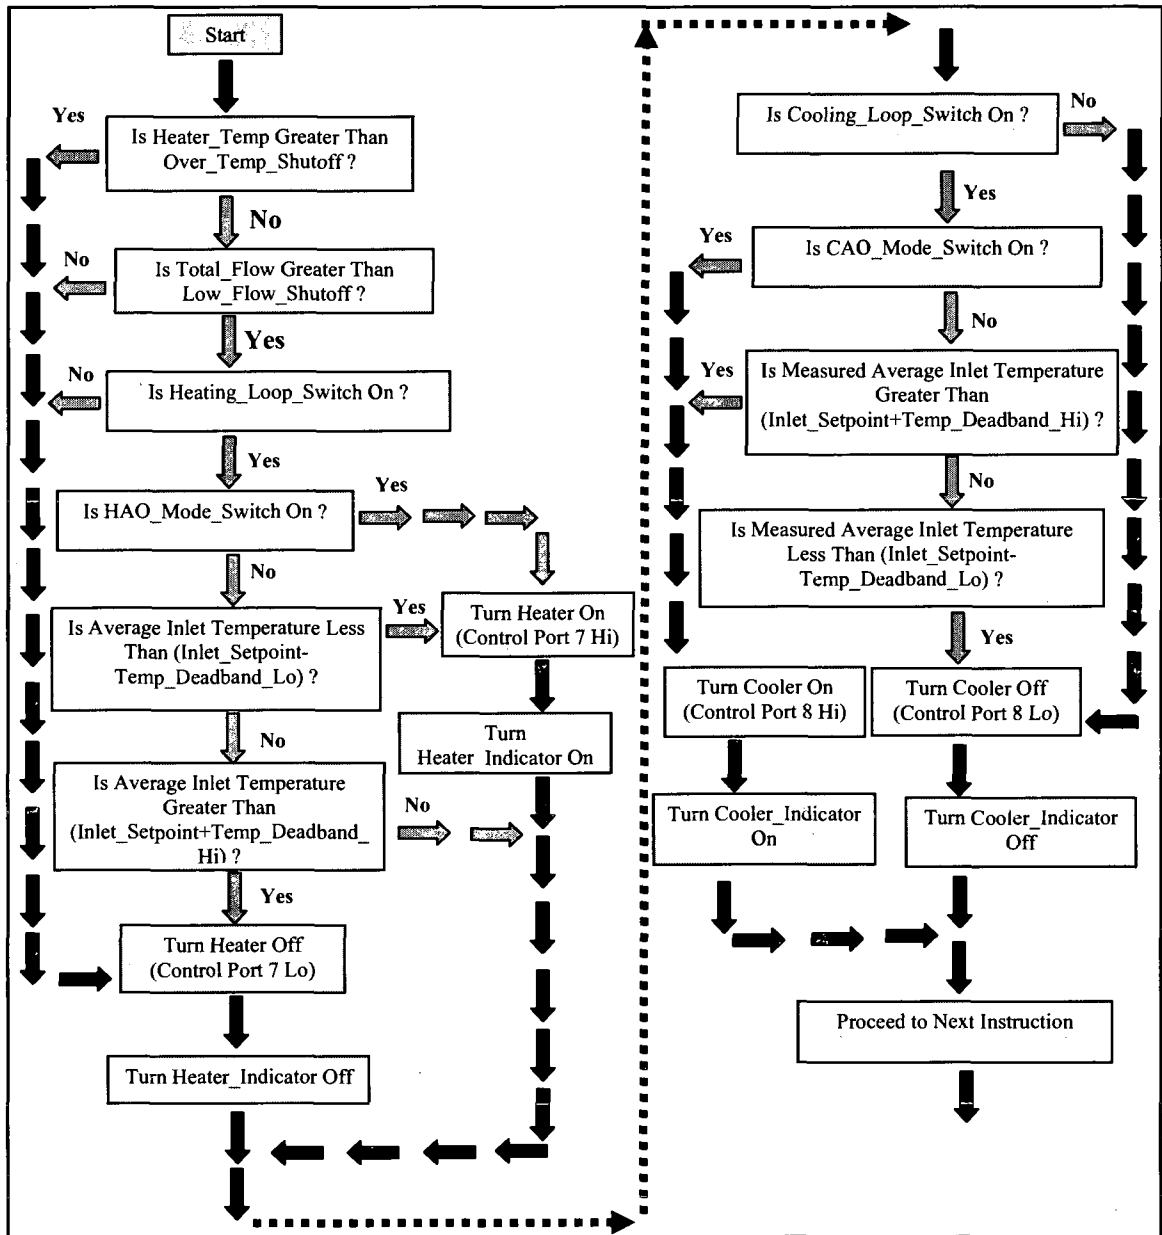 Start
Yes
Is Heater_Temp Greater Than
Over_Temp_Shutoff ?
No
No
Is Total_Flow Greater Than
Low_Flow_Shutoff ?
Yes
No
Is Heating_Loop_Switch On ?
Yes
Yes
Is HAO_Mode_Switch On ?
No
Yes
Is Average Inlet Temperature Less
Than (Inlet_Setpoint-
Temp_Deadband_Lo) ?
Turn Heater On
(Control Port 7 Hi)
No
Turn
Heater_Indicator On
Is Average Inlet Temperature
Greater Than
(Inlet_Setpoint+Temp_Deadband_
Hi) ?
No
Yes
Turn Heater Off
(Control Port 7 Lo)
Turn Heater_Indicator Off
Is Cooling_Loop_Switch On ?
No
Yes
Yes
Is CAO_Mode_Switch On ?
No
Yes
Is Measured Average Inlet Temperature
Greater Than
(Inlet_Setpoint+Temp_Deadband_Hi) ?
No
Is Measured Average Inlet Temperature
Less Than (Inlet_Setpoint-
Temp_Deadband_Lo) ?
Yes
Turn Cooler On
(Control Port 8 Hi)
Turn Cooler Off
(Control Port 8 Lo)
Turn Cooler_Indicator
On
Turn Cooler_Indicator
Off
Proceed to Next Instruction